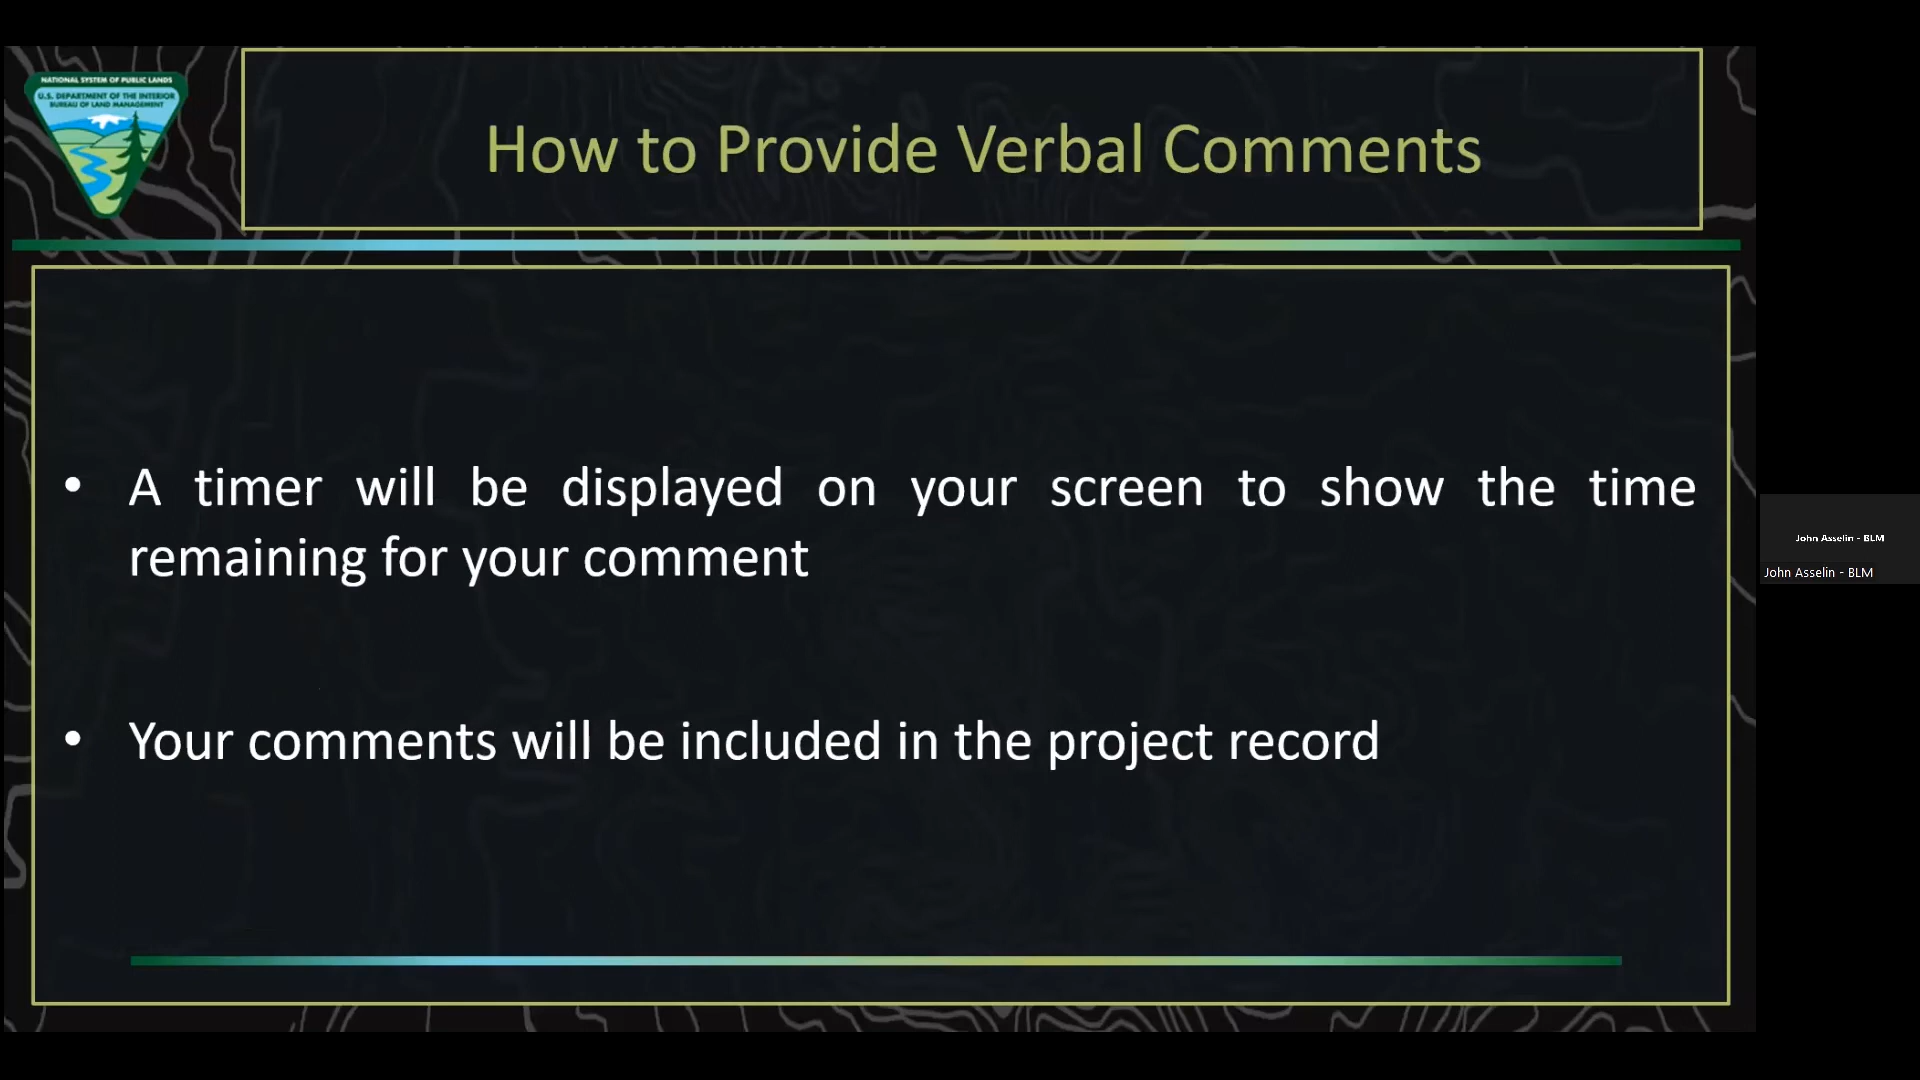 NATIONAL SYSTEM OF PUBLIC LANDS
U.S. DEPARTMENT OF THE INTERIOR
BUREAU OF LAND MANAGEMENT
How to Provide Verbal Comments
• A timer will be displayed on your screen to show the time
remaining for your comment
• Your comments will be included in the project record
John Asselin - BLM
John Asselin - BLM